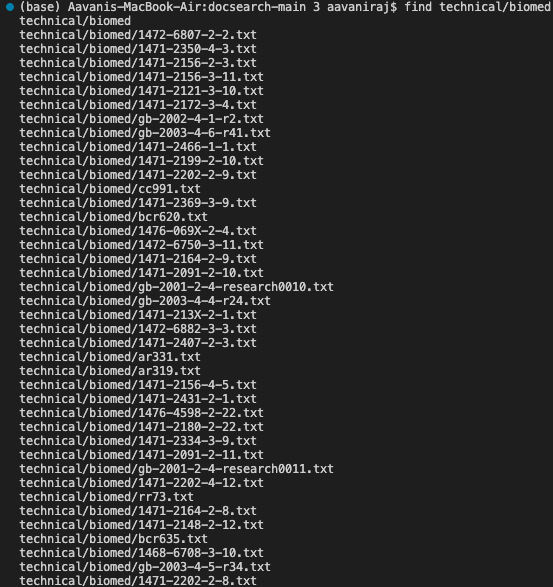 (base) Aavanis-MacBook-Air:docsearch-main 3 aavaniraj$ find technical/biomed
technical/biomed
technical/biomed/1472-6807-2-2.txt
technical/biomed/1471-2350-4-3.txt
technical/biomed/1471-2156-2-3.txt
technical/biomed/1471-2156-3-11.txt
technical/biomed/1471-2121-3-10.txt
technical/biomed/1471-2172-3-4.txt
technical/biomed/gb-2002-4-1-r2.txt
technical/biomed/gb-2003-4-6-r41.txt
technical/biomed/1471-2466-1-1.txt
technical/biomed/1471-2199-2-10.txt
technical/biomed/1471-2202-2-9.txt
technical/biomed/cc991.txt
technical/biomed/1471-2369-3-9.txt
technical/biomed/bcr620.txt
technical/biomed/1476-069X-2-4.txt
technical/biomed/1472-6750-3-11.txt
technical/biomed/1471-2164-2-9.txt
technical/biomed/1471-2091-2-10.txt
technical/biomed/gb-2001-2-4-research0010.txt
technical/biomed/gb-2003-4-4-r24.txt
technical/biomed/1471-213X-2-1.txt
technical/biomed/1472-6882-3-3.txt
technical/biomed/1471-2407-2-3.txt
technical/biomed/ar331.txt
technical/biomed/ar319.txt
technical/biomed/1471-2156-4-5.txt
technical/biomed/1471-2431-2-1.txt
technical/biomed/1476-4598-2-22.txt
technical/biomed/1471-2180-2-22.txt
technical/biomed/1471-2334-3-9.txt
technical/biomed/1471-2091-2-11.txt
technical/biomed/gb-2001-2-4-research0011.txt
technical/biomed/1471-2202-4-12.txt
technical/biomed/rr73.txt
technical/biomed/1471-2164-2-8.txt
technical/biomed/1471-2148-2-12.txt
technical/biomed/bcr635.txt
technical/biomed/1468-6708-3-10.txt
technical/biomed/gb-2003-4-5-r34.txt
technical/biomed/1471-2202-2-8.txt